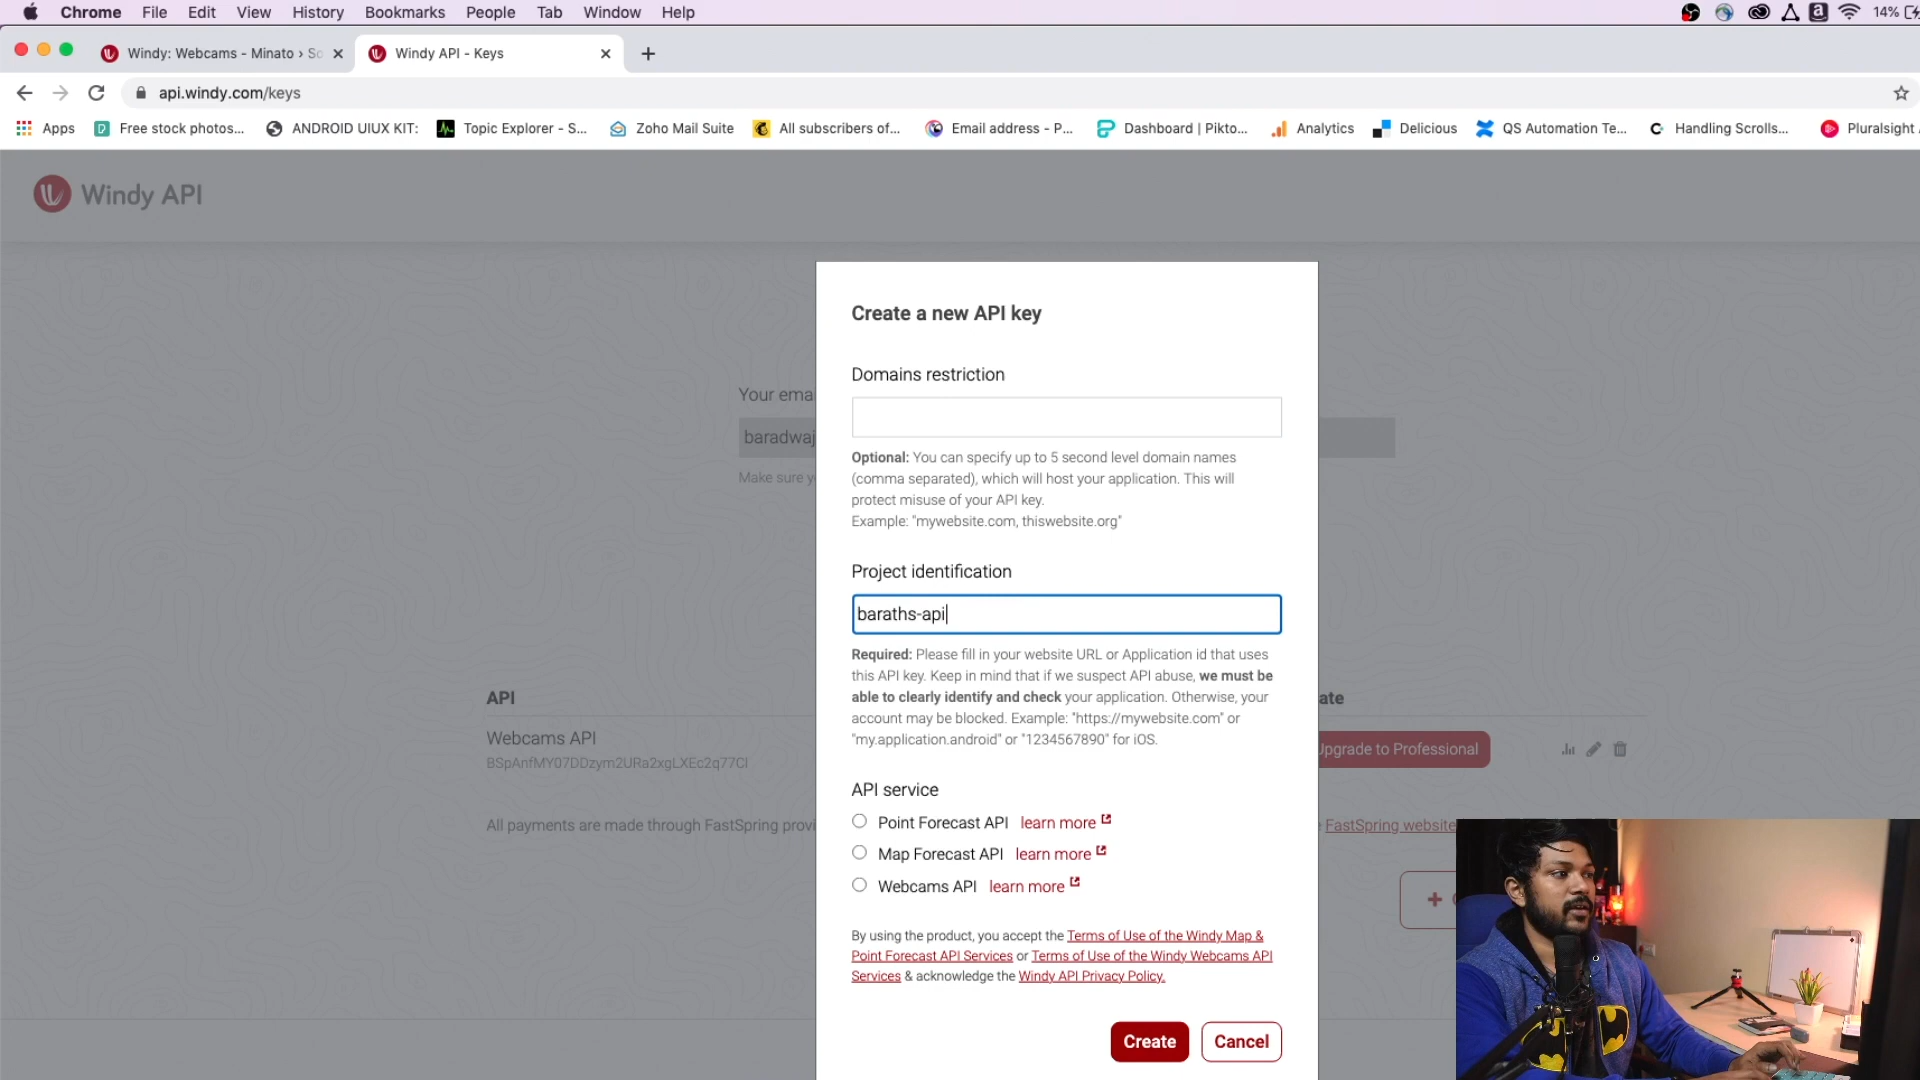 Chrome File Edit View History Bookmarks People Tab Window Help 14%
Windy: Webcams - Minato › Windy API - Keys
api.windy.com/keys
Apps Free stock photos... ANDROID UIUX KIT: Topic Explorer - S... Zoho Mail Suite All subscribers of... Email address - P... Dashboard | Pikto... Analytics Delicious QS Automation Te... Handling Scrolls... Pluralsight
Windy API
Create a new API key
Domains restriction
Your emai
baradwaj
Make sure y
Optional: You can specify up to 5 second level domain names
(comma separated), which will host your application. This will
protect misuse of your API key.
Example: "mywebsite.com, thiswebsite.org"
Project identification
baraths-api
Required: Please fill in your website URL or Application id that uses
this API key. Keep in mind that if we suspect API abuse, we must be
able to clearly identify and check your application. Otherwise, your
account may be blocked. Example: "https://mywebsite.com" or
"my.application.android" or "1234567890" for iOS.
API
ate
Webcams API
BSpAnfMY07DDzym2URa2xgLXEc2q77CI
Upgrade to Professional
All payments are made through FastSpring provi
FastSpring website
API service
Point Forecast API learn more
Map Forecast API learn more
Webcams API learn more
By using the product, you accept the Terms of Use of the Windy Map &
Point Forecast API Services or Terms of Use of the Windy Webcams API
Services & acknowledge the Windy API Privacy Policy.
Create Cancel